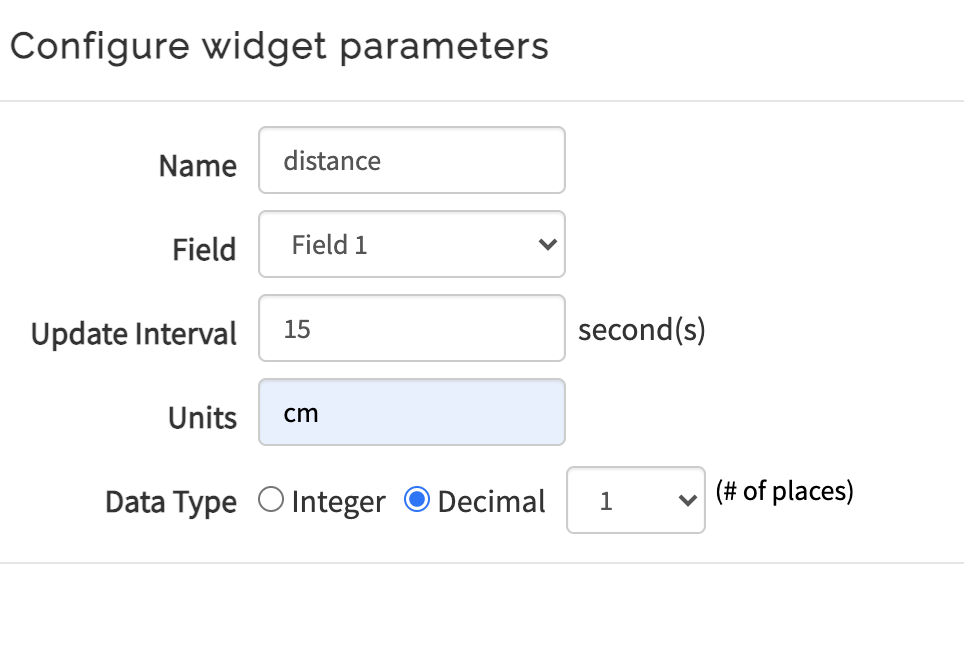 Configure widget parameters
Name distance
Field Field 1
Update Interval 15 second(s)
Units cm
Data Type Integer Decimal 1 (# of places)